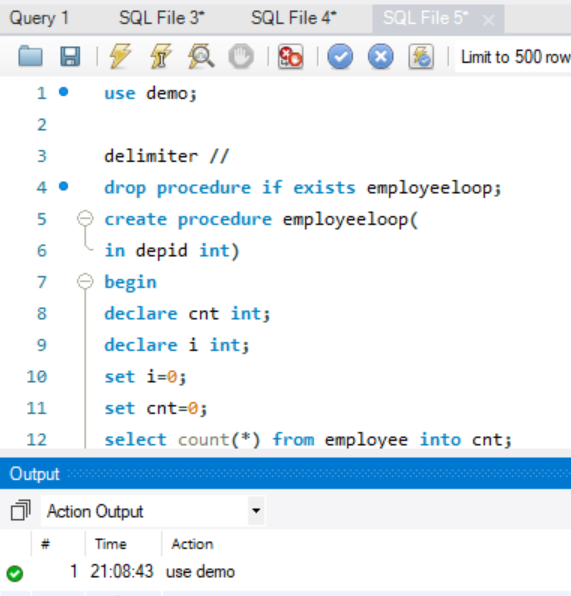 Query 1 SQL File 3* SQL File 4* SQL File 5*
Limit to 500 row
1 use demo;
2
3 delimiter //
4 drop procedure if exists employeeloop;
5 create procedure employeeloop(
6 in depid int)
7 begin
8 declare cnt int;
9 declare i int;
10 set i=0;
11 set cnt=0;
12 select count(*) from employee into cnt;
Output
Action Output
# Time Action
1 21:08:43 use demo